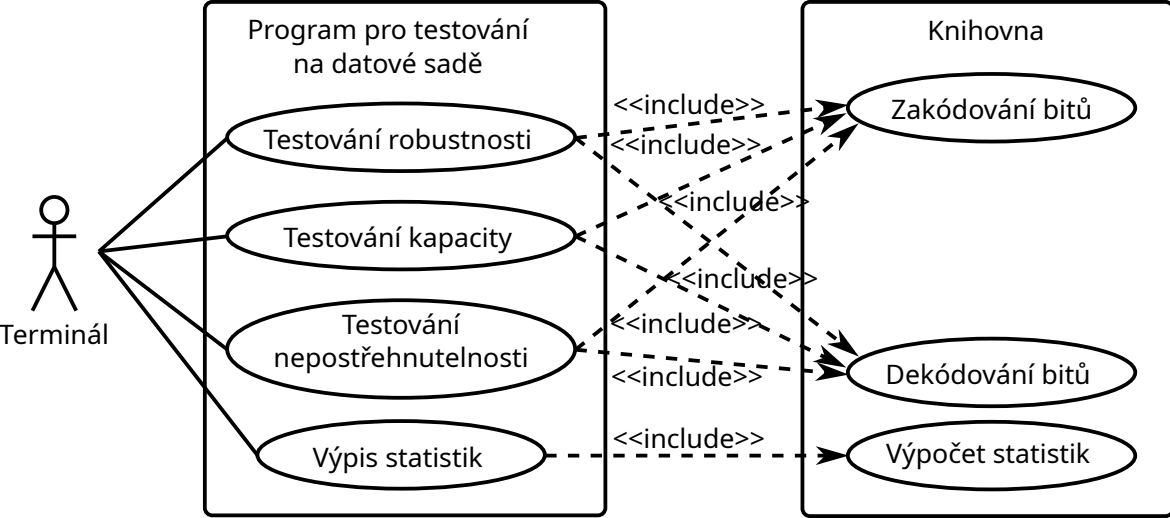 Program pro testování
na datové sadě
Knihovna
<<include>>
Zakódování bitů
Testování robustnosti
<<include>>
<<include>>
Testování kapacity
<<include>>
Terminál
Testování
nepostřehnutelnosti
<<include>>
<<include>>
Dekódování bitů
<<include>>
Výpis statistik
Výpočet statistik